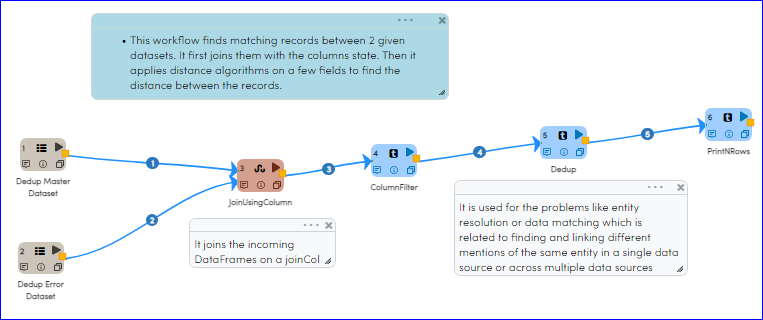 • This workflow finds matching records between 2 given
datasets. It first joins them with the columns state. Then it
applies distance algorithms on a few fields to find the
distance between the records.
1
Dedup Master
Dataset
1
2
Dedup Error
Dataset
2
3
JoinUsingColumn
It joins the incoming
DataFrames on a joinCol
3
4
ColumnFilter
4
5
Dedup
It is used for the problems like entity
resolution or data matching which is
related to finding and linking different
mentions of the same entity in a single data
source or across multiple data sources
5
6
PrintNRows